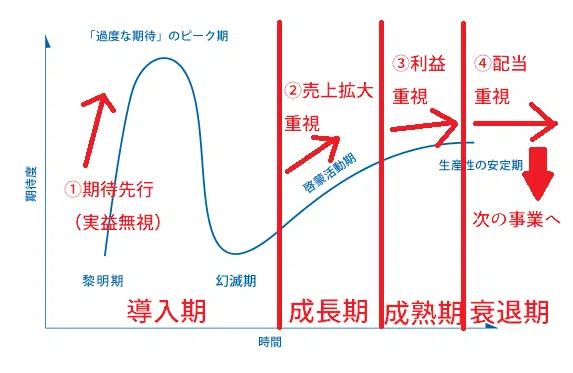 「過度な期待」のピーク期
③利益
重視
④配当
重視
②売上拡大
重視
期待度
①期待先行
（実益無視）
啓蒙活動期
生産性の安定期
次の事業へ
黎明期
幻滅期
導入期
成長期
成熟期
衰退期
時間